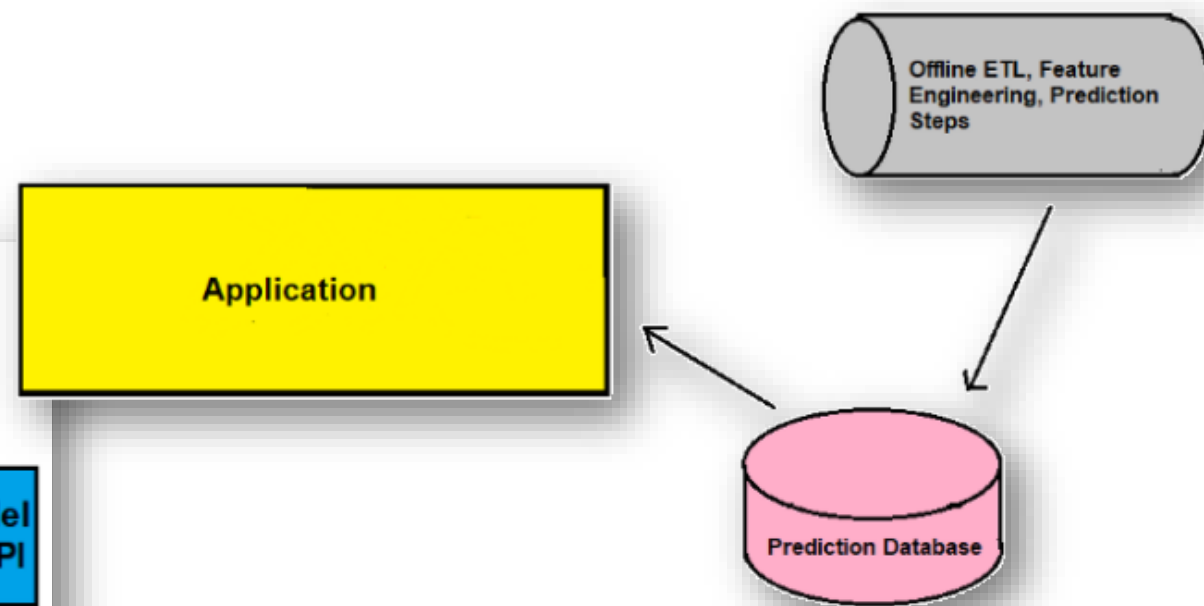 Offline ETL, Feature
Engineering, Prediction
Steps
Application
Prediction Database